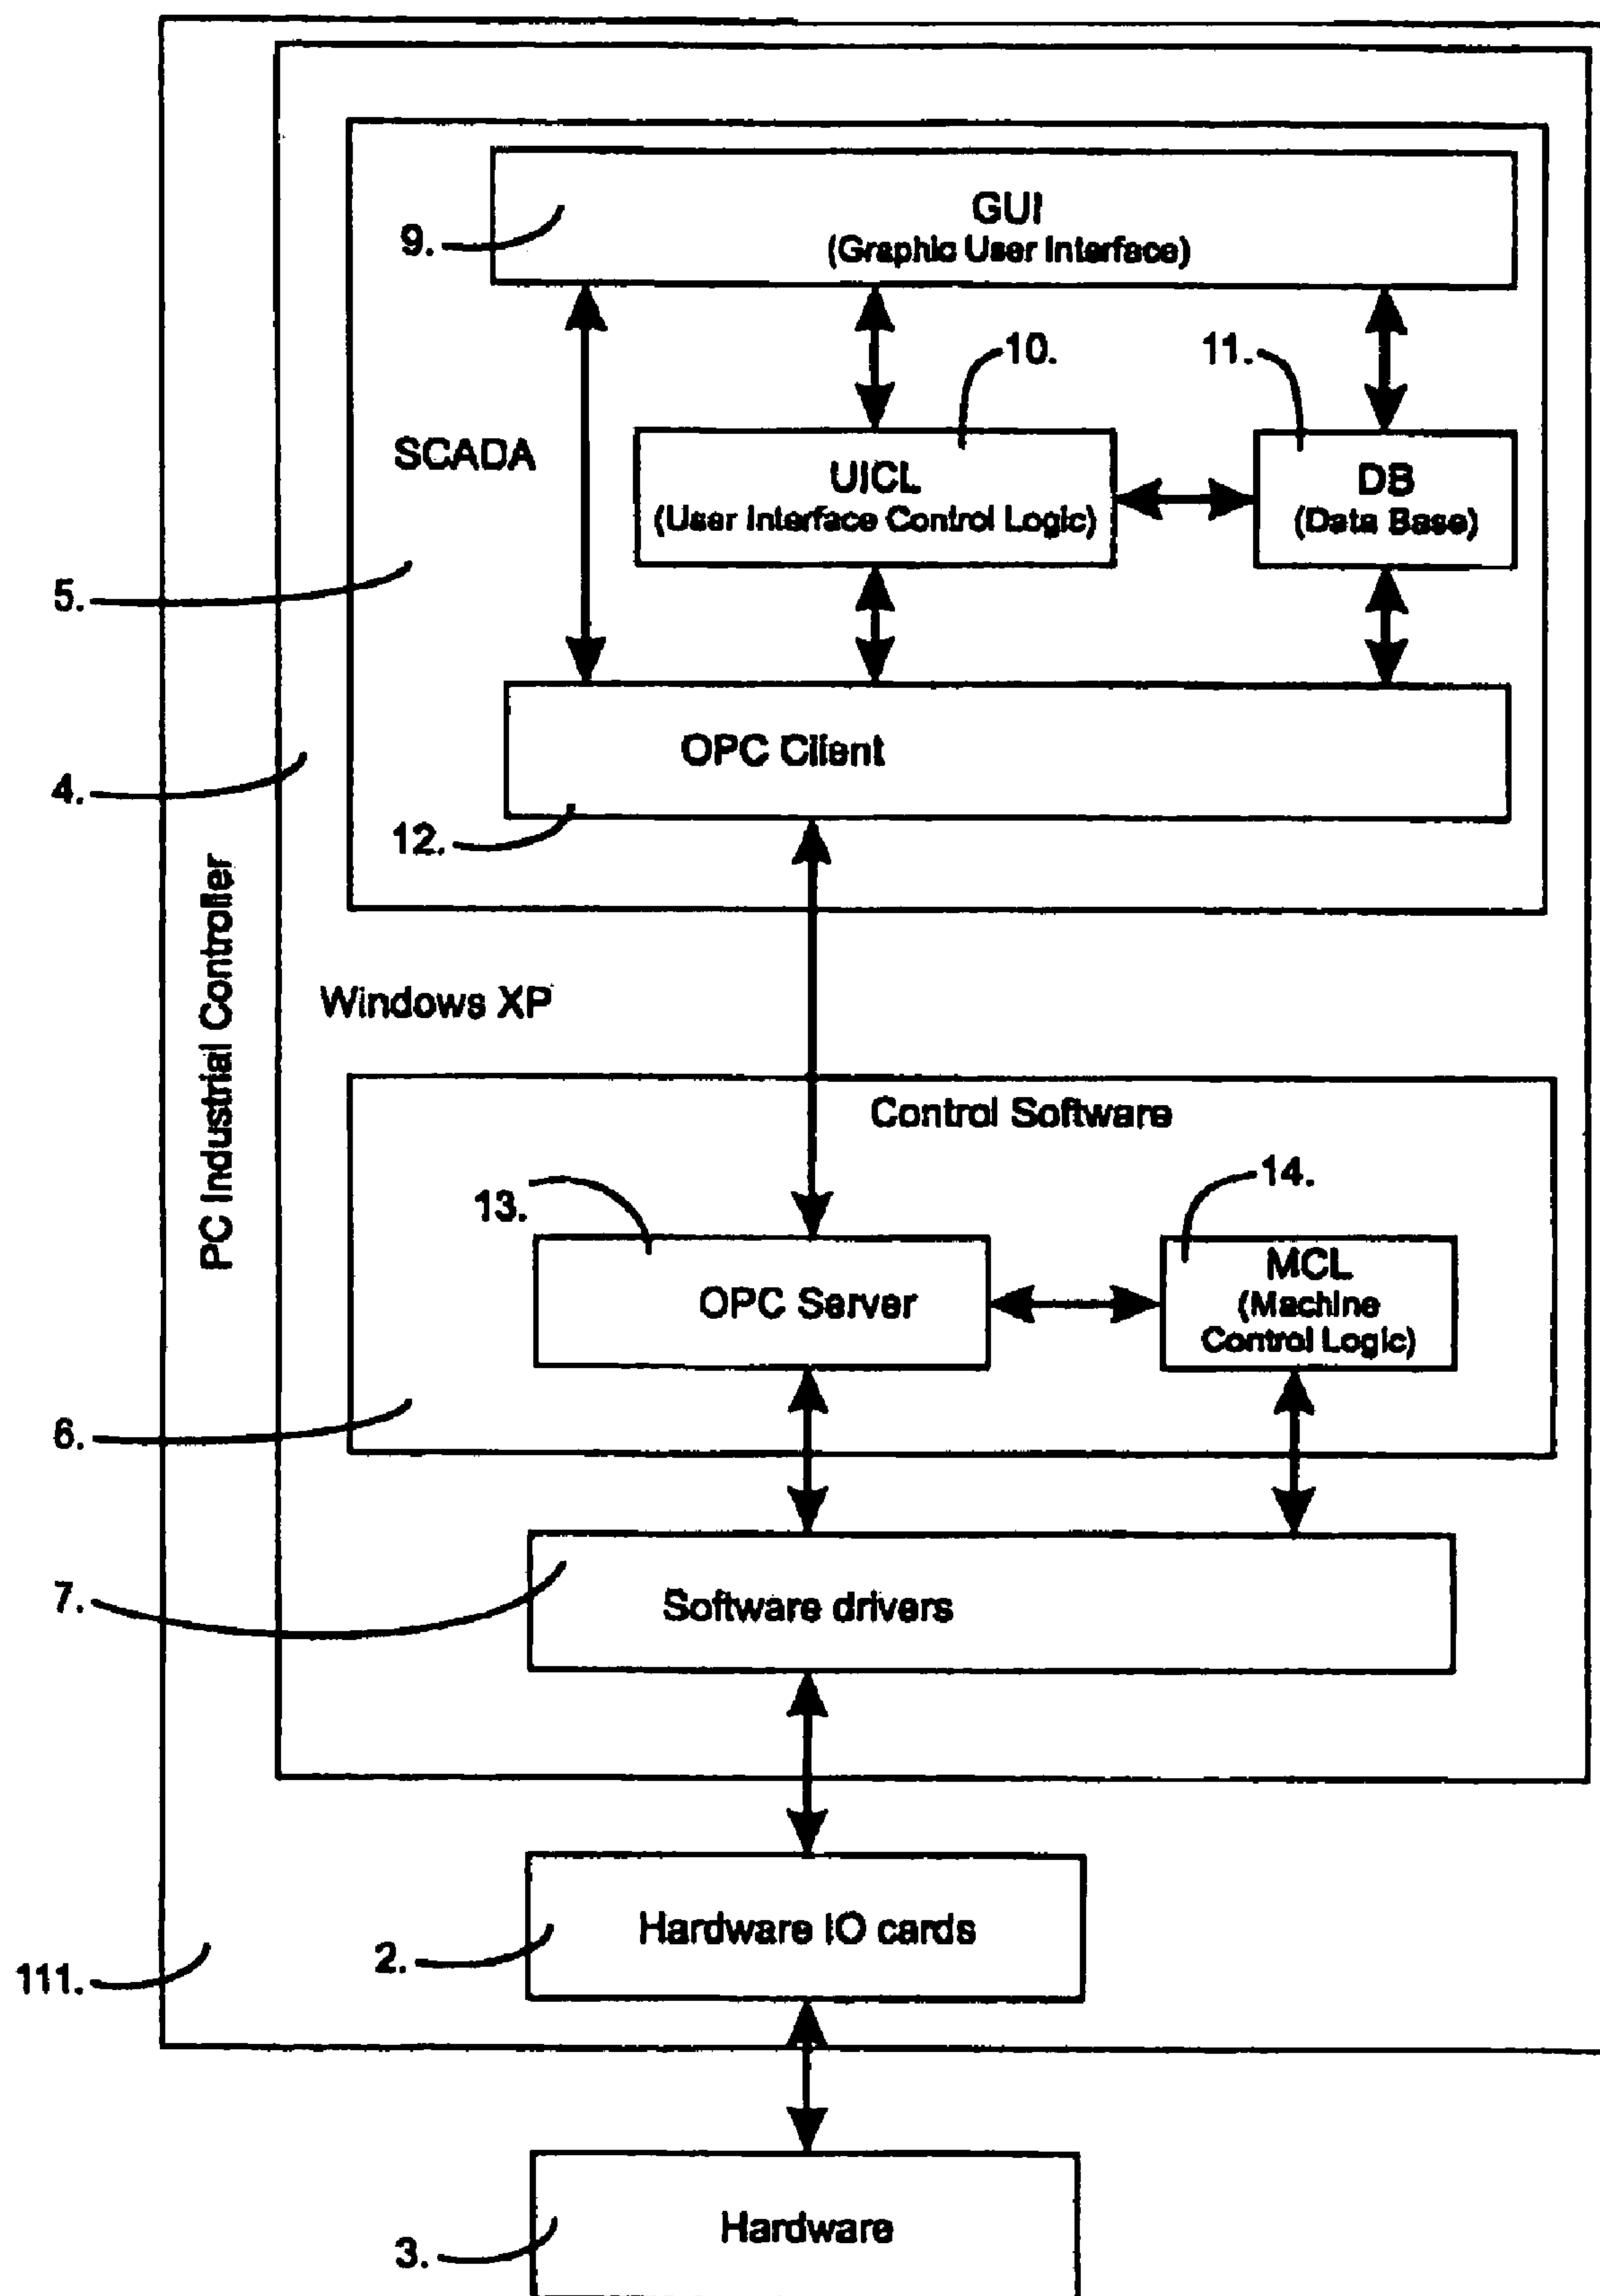 GUI
(Graphic User Interface)
9.
10.
11.
SCADA
UICL
(User Interface Control Logic)
DB
(Data Base)
5.
OPC Client
4.
12.
PC Industrial Controller
Windows XP
Control Software
13.
14.
OPC Server
MCL
(Machine
Control Logic)
6.
7.
Software drivers
Hardware IO cards
2.
111.
Hardware
3.